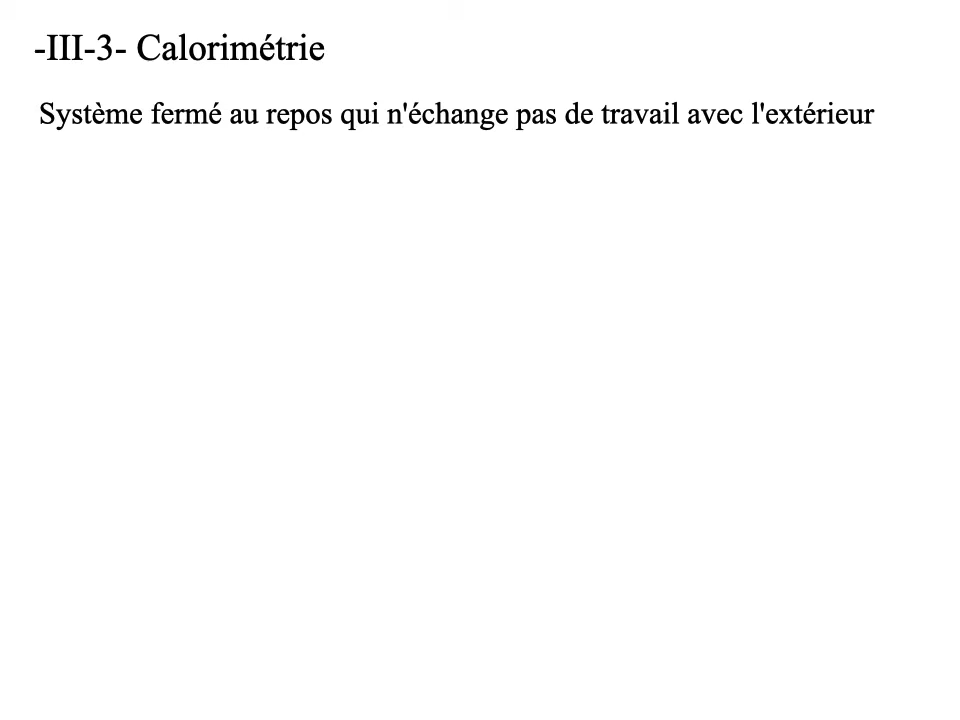 -III-3- Calorimétrie
Système fermé au repos qui n'échange pas de travail avec l'extérieur